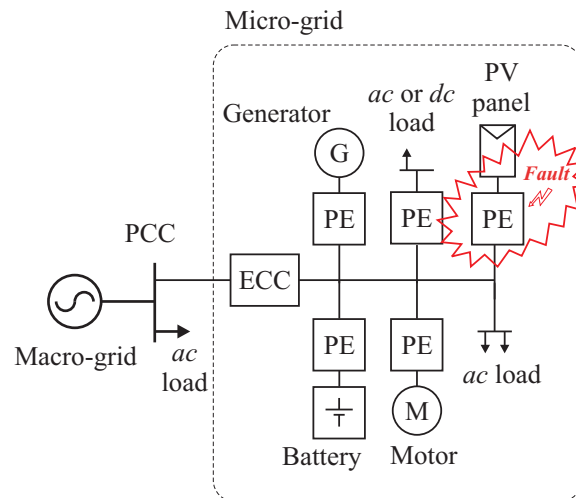 Micro-grid
PV
panel
ac or dc
load
Generator
G
Fault
PE
PE
PE
PCC
ECC
Macro-grid
ac
load
PE
PE
ac load
M
Battery
Motor